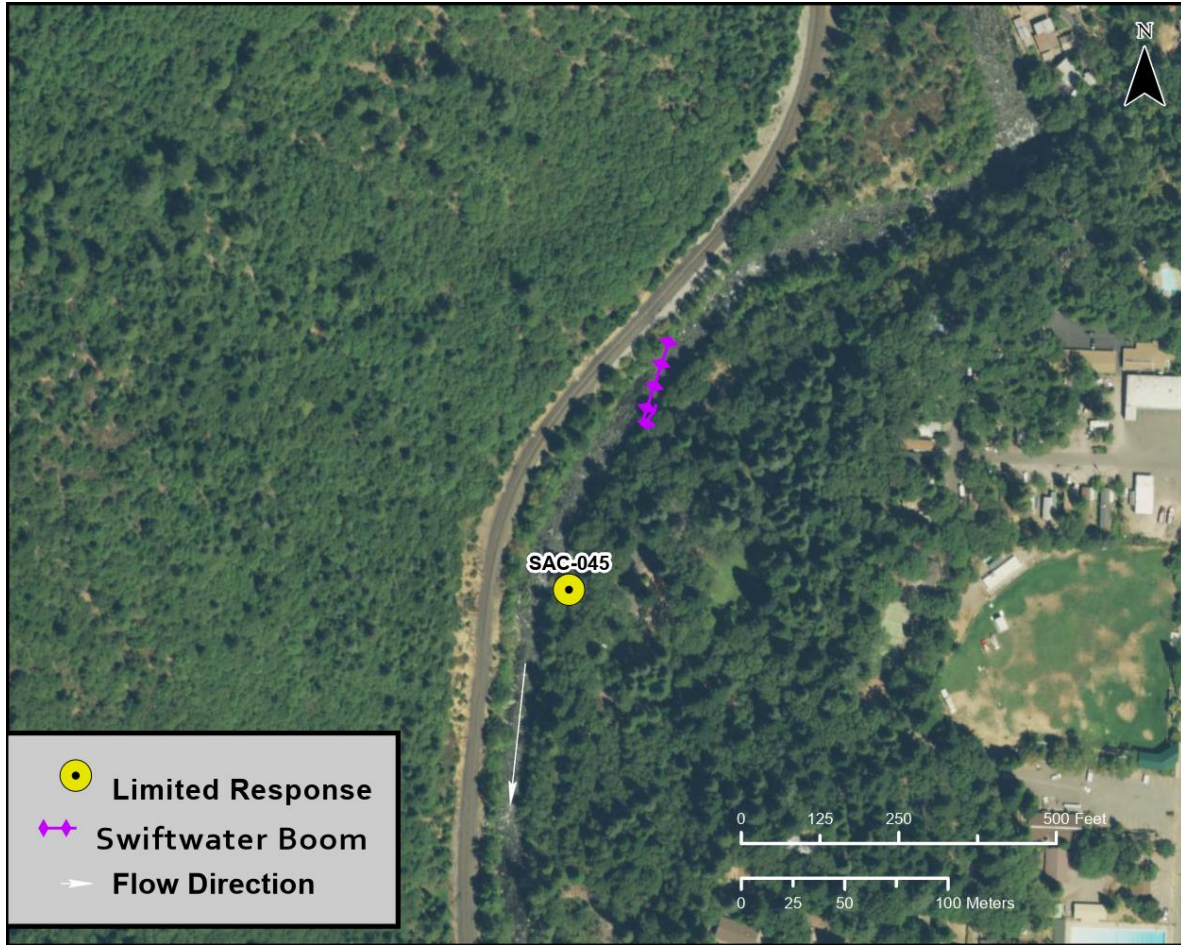 N
SAC-045
Limited Response
Swiftwater Boom
Flow Direction
0 125 250 500 Feet
0 25 50 100 Meters